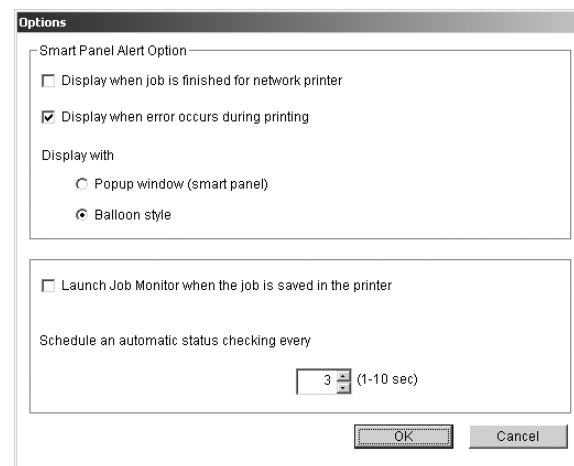 Options
Smart Panel Alert Option
Display when job is finished for network printer
Display when error occurs during printing
Display with
Popup window (smart panel)
Balloon style
Launch Job Monitor when the job is saved in the printer
Schedule an automatic status checking every
3 (1-10 sec)
OK Cancel